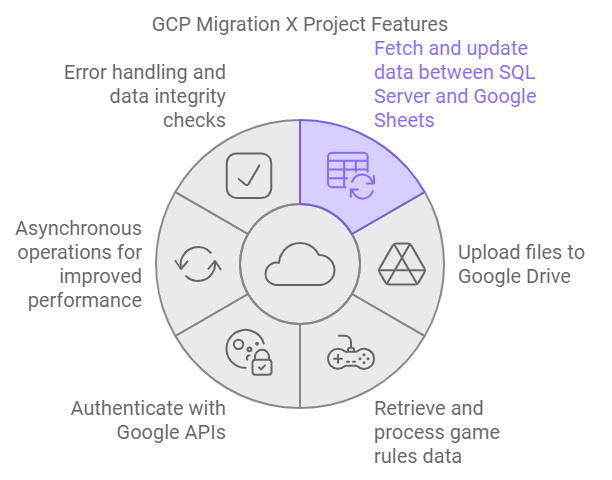 GCP Migration X Project Features
Fetch and update
data between SQL
Server and Google
Sheets
Error handling and
data integrity
checks
Asynchronous
operations for
improved
performance
Upload files to
Google Drive
Authenticate with
Google APIs
Retrieve and
process game
rules data